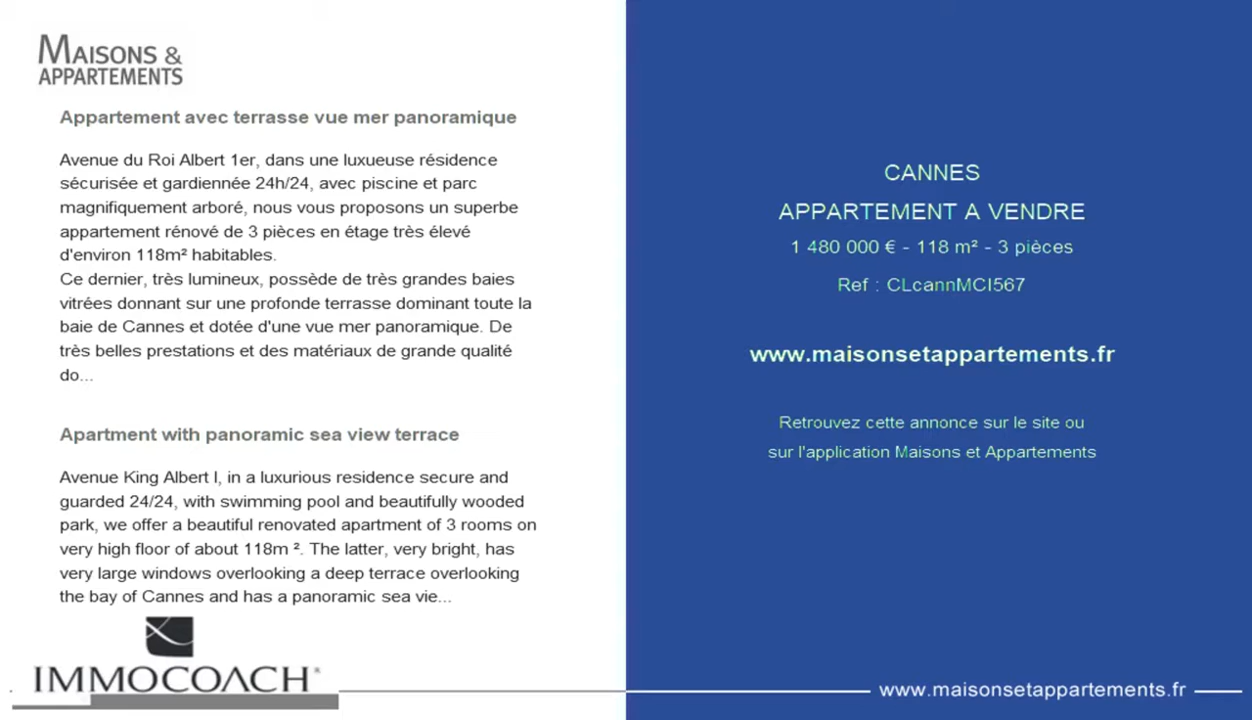 MAISONS &
APPARTEMENTS
Appartement avec terrasse vue mer panoramique
Avenue du Roi Albert 1er, dans une luxueuse résidence
sécurisée et gardiennée 24h/24, avec piscine et parc
magnifiquement arboré, nous vous proposons un superbe
appartement rénové de 3 pièces en étage très élevé
d'environ 118m² habitables.
Ce dernier, très lumineux, possède de très grandes baies
vitrées donnant sur une profonde terrasse dominant toute la
baie de Cannes et dotée d'une vue mer panoramique. De
très belles prestations et des matériaux de grande qualité
do...
Apartment with panoramic sea view terrace
Avenue King Albert I, in a luxurious residence secure and
guarded 24/24, with swimming pool and beautifully wooded
park, we offer a beautiful renovated apartment of 3 rooms on
very high floor of about 118m ². The latter, very bright, has
very large windows overlooking a deep terrace overlooking
the bay of Cannes and has a panoramic sea vie...
IMMOCOACH®
CANNES
APPARTEMENT A VENDRE
1 480 000 € - 118 m² - 3 pièces
Ref : CLcannMCI567
www.maisonsetappartements.fr
Retrouvez cette annonce sur le site ou
sur l'application Maisons et Appartements
www.maisonsetappartements.fr